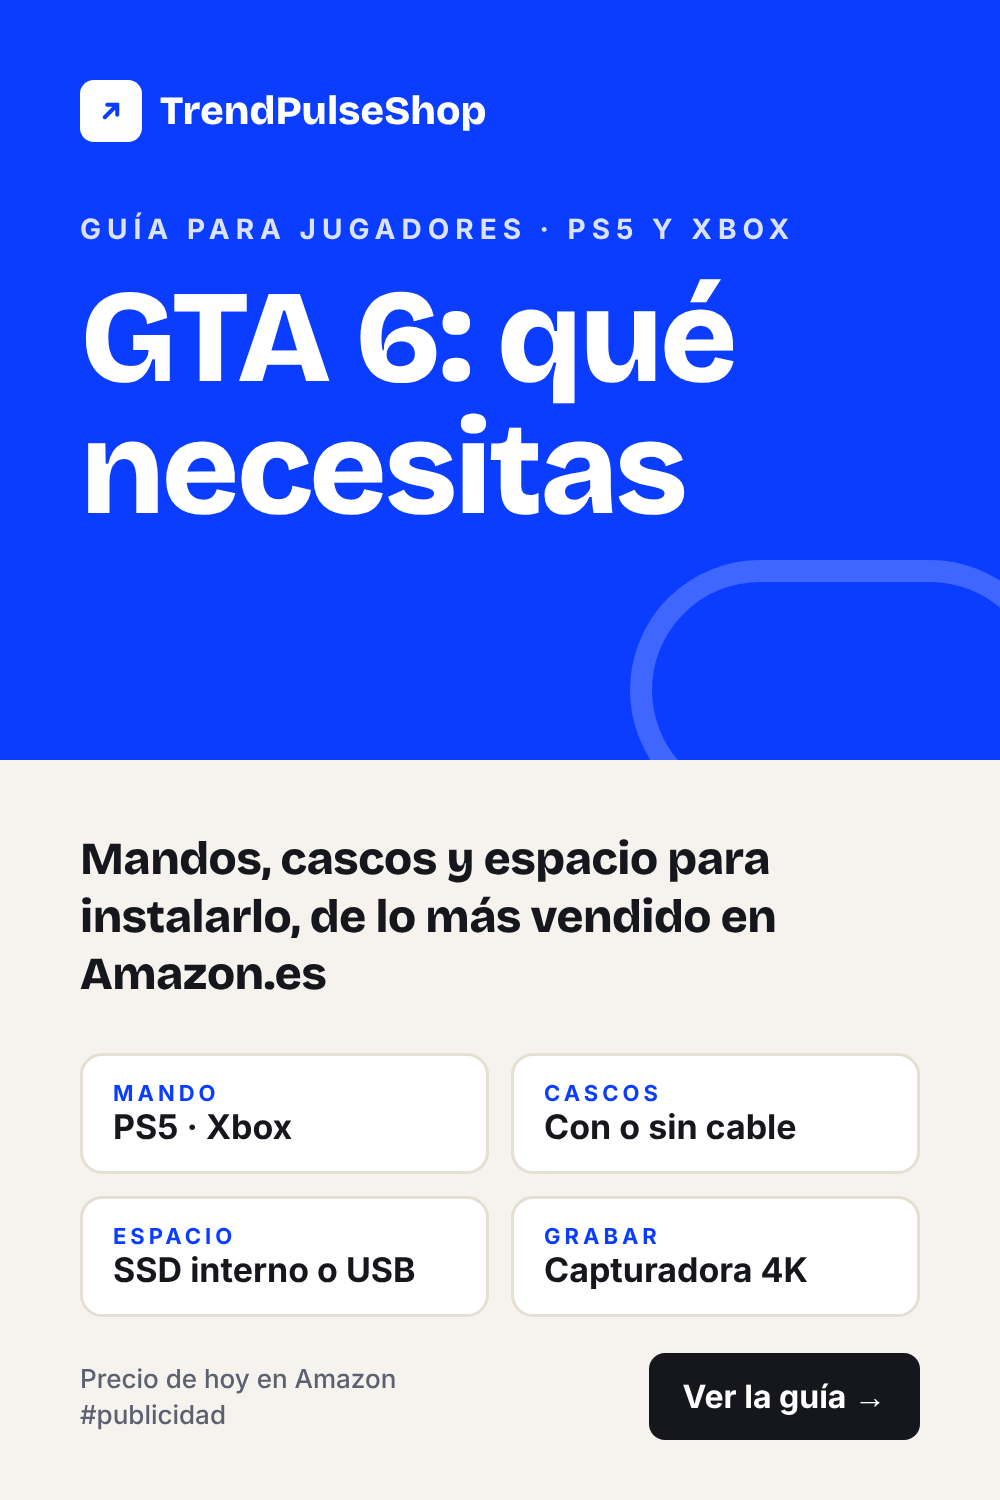 TrendPulseShop
GUÍA PARA JUGADORES · PS5 Y XBOX
GTA 6: qué
necesitas
Mandos, cascos y espacio para
instalarlo, de lo más vendido en
Amazon.es
MANDO
PS5 · Xbox
CASCOS
Con o sin cable
ESPACIO
SSD interno o USB
GRABAR
Capturadora 4K
Precio de hoy en Amazon
#publicidad
Ver la guía →